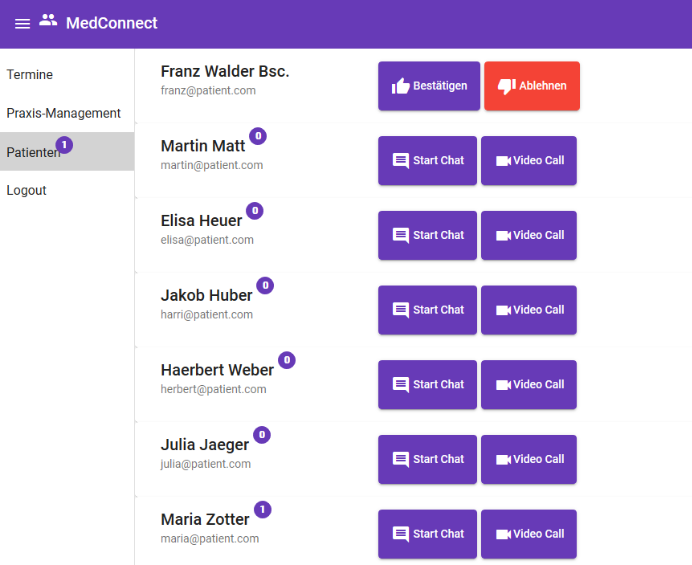 MedConnect
Termine
Praxis-Management
Patienten 1
Logout
Franz Walder Bsc.
franz@patient.com
Bestätigen
Ablehnen
Martin Matt 0
martin@patient.com
Start Chat
Video Call
Elisa Heuer 0
elisa@patient.com
Start Chat
Video Call
Jakob Huber 0
harri@patient.com
Start Chat
Video Call
Haerbert Weber 0
herbert@patient.com
Start Chat
Video Call
Julia Jaeger 0
julia@patient.com
Start Chat
Video Call
Maria Zotter 1
maria@patient.com
Start Chat
Video Call